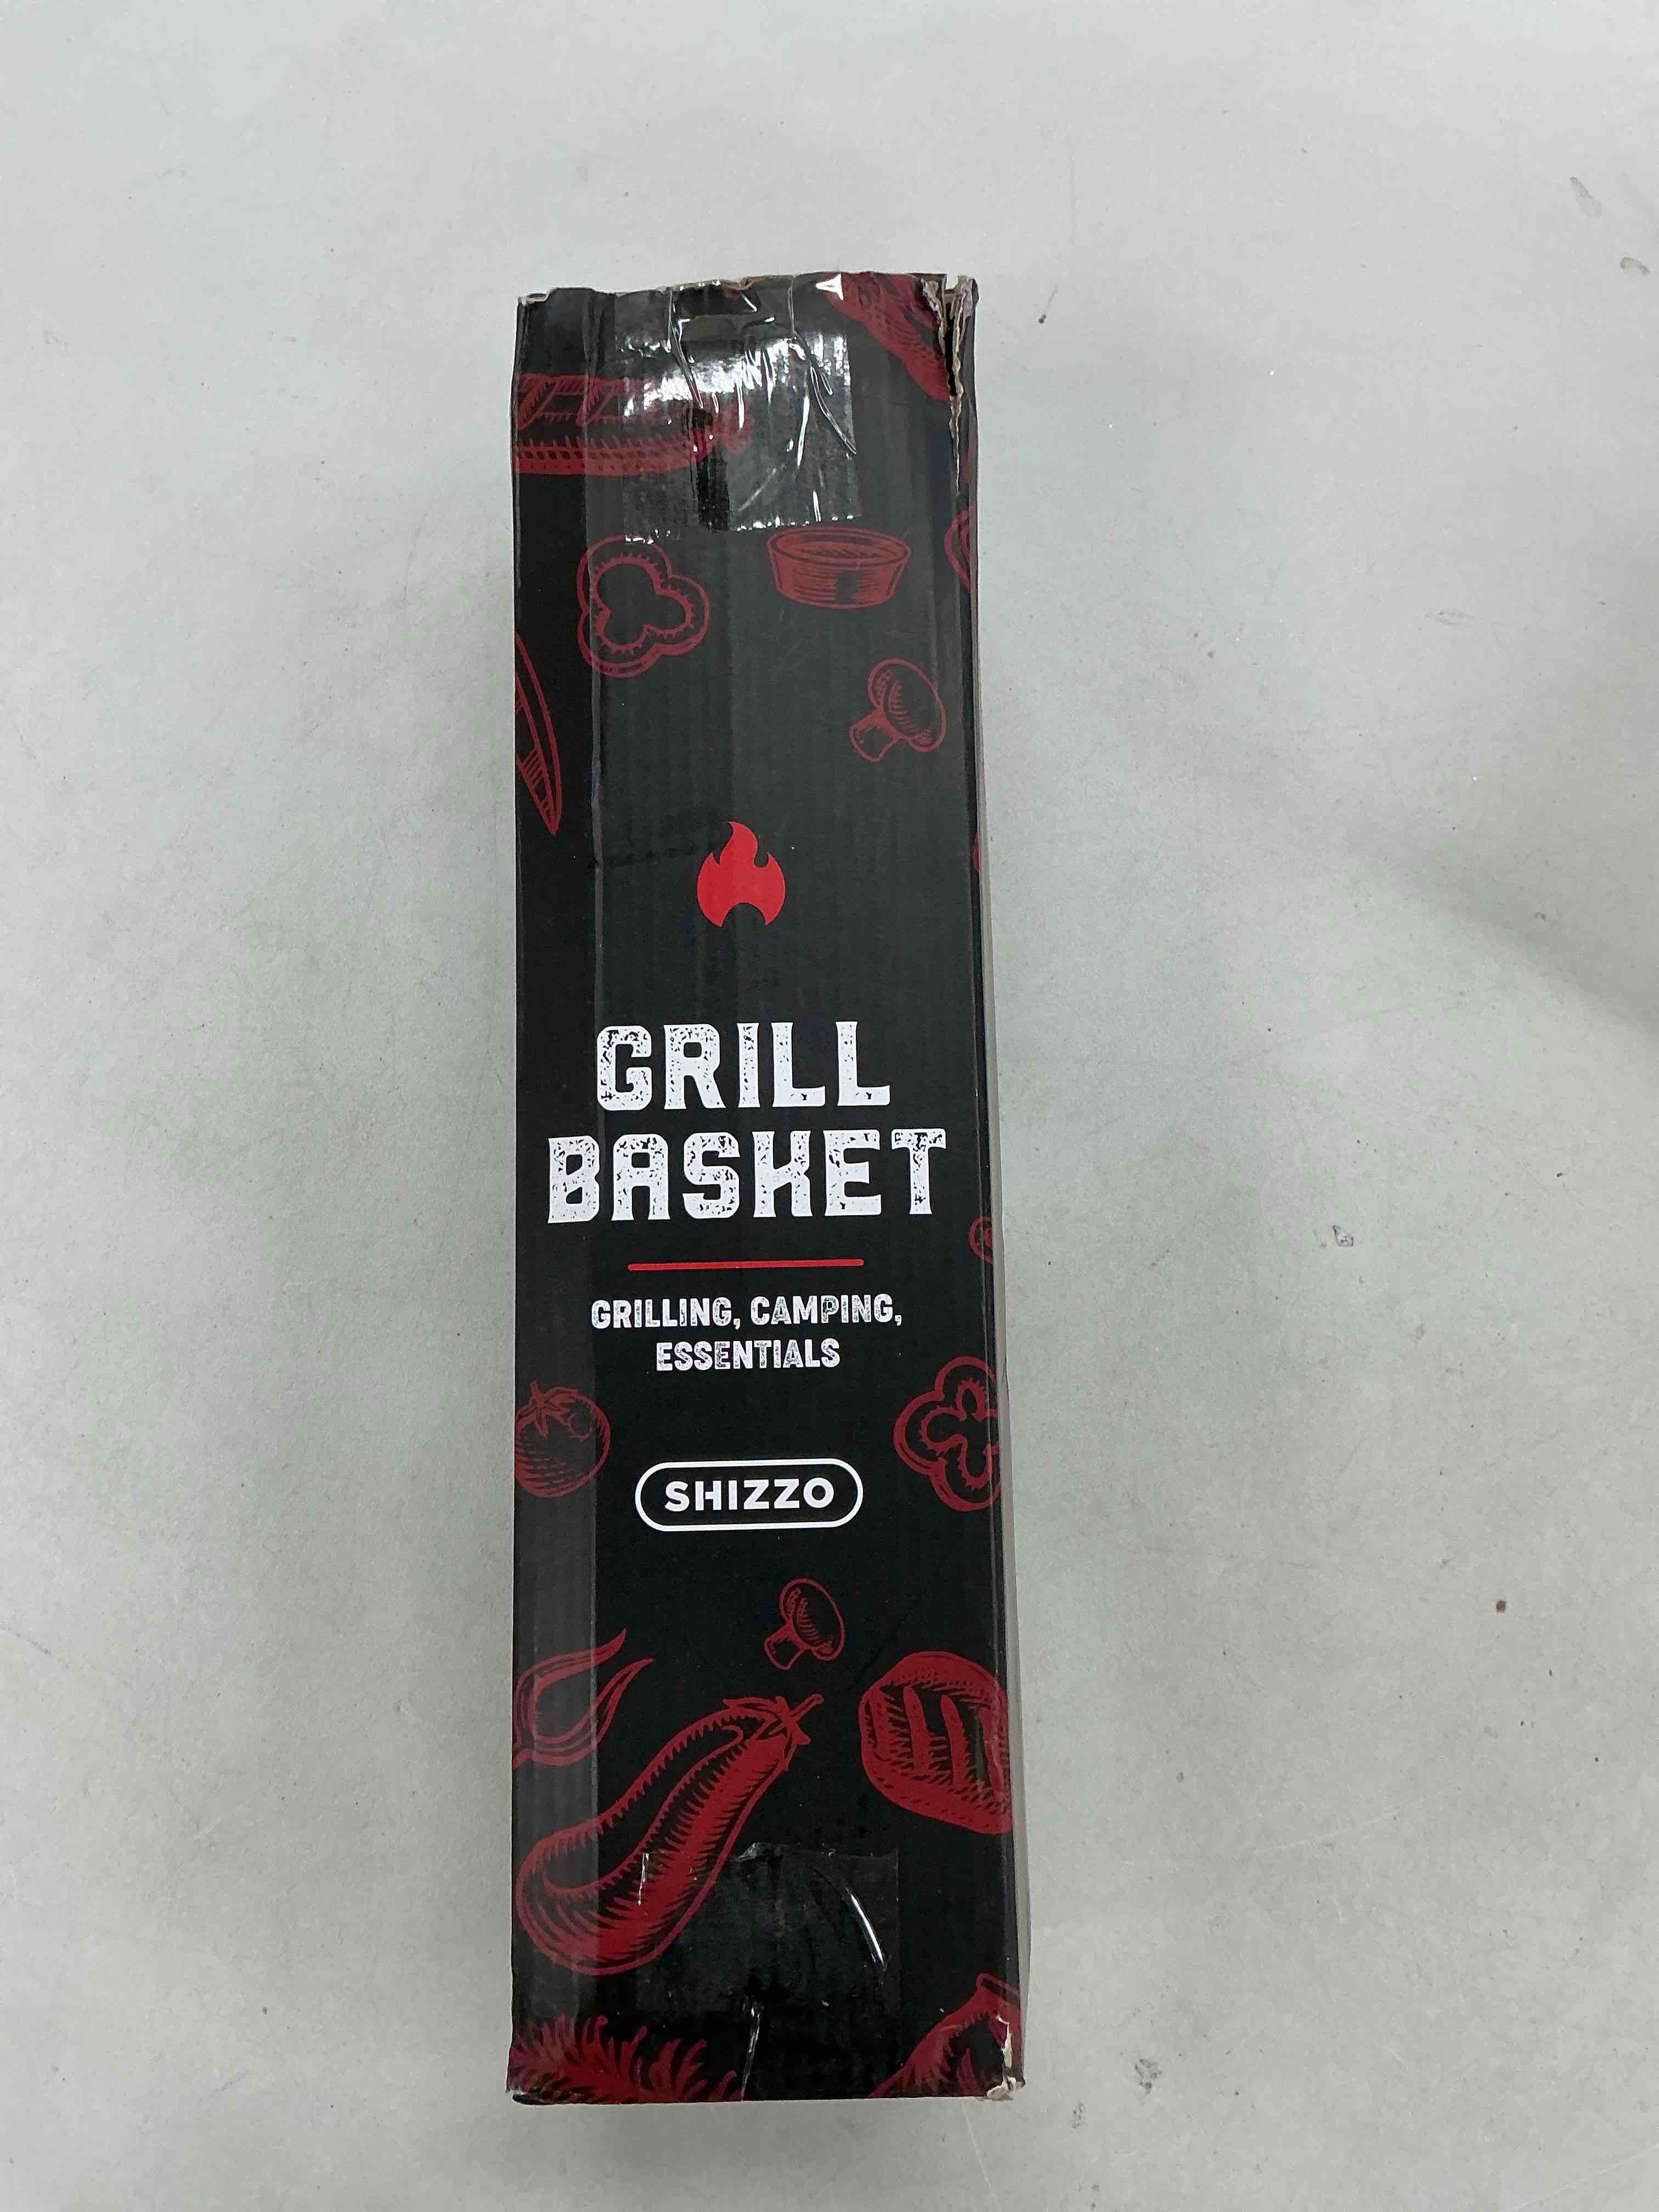 GRILL
BASKET
GRILLING, CAMPING,
ESSENTIALS
SHIZZO